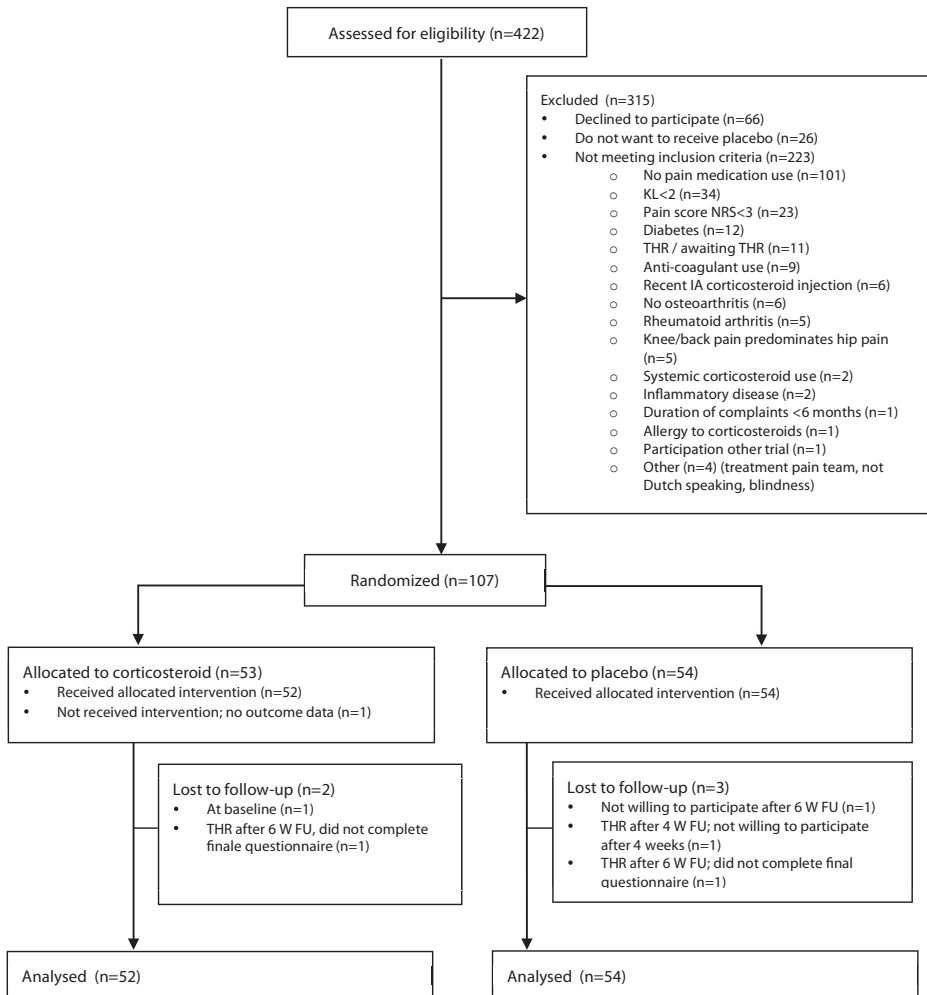 Assessed for eligibility (n=422)
Excluded (n=315)
• Declined to participate (n=66)
• Do not want to receive placebo (n=26)
• Not meeting inclusion criteria (n=223)
o No pain medication use (n=101)
o KL<2 (n=34)
o Pain score NRS<3 (n=23)
o Diabetes (n=12)
o THR / awaiting THR (n=11)
o Anti-coagulant use (n=9)
o Recent IA corticosteroid injection (n=6)
o No osteoarthritis (n=6)
o Rheumatoid arthritis (n=5)
o Knee/back pain predominates hip pain
(n=5)
o Systemic corticosteroid use (n=2)
o Inflammatory disease (n=2)
o Duration of complaints <6 months (n=1)
o Allergy to corticosteroids (n=1)
o Participation other trial (n=1)
o Other (n=4) (treatment pain team, not
Dutch speaking, blindness)
Randomized (n=107)
Allocated to corticosteroid (n=53)
• Received allocated intervention (n=52)
• Not received intervention; no outcome data (n=1)
Allocated to placebo (n=54)
• Received allocated intervention (n=54)
Lost to follow-up (n=2)
• At baseline (n=1)
• THR after 6 W FU, did not complete
finale questionnaire (n=1)
Lost to follow-up (n=3)
• Not willing to participate after 6 W FU (n=1)
• THR after 4 W FU; not willing to participate
after 4 weeks (n=1)
• THR after 6 W FU; did not complete final
questionnaire (n=1)
Analysed (n=52)
Analysed (n=54)